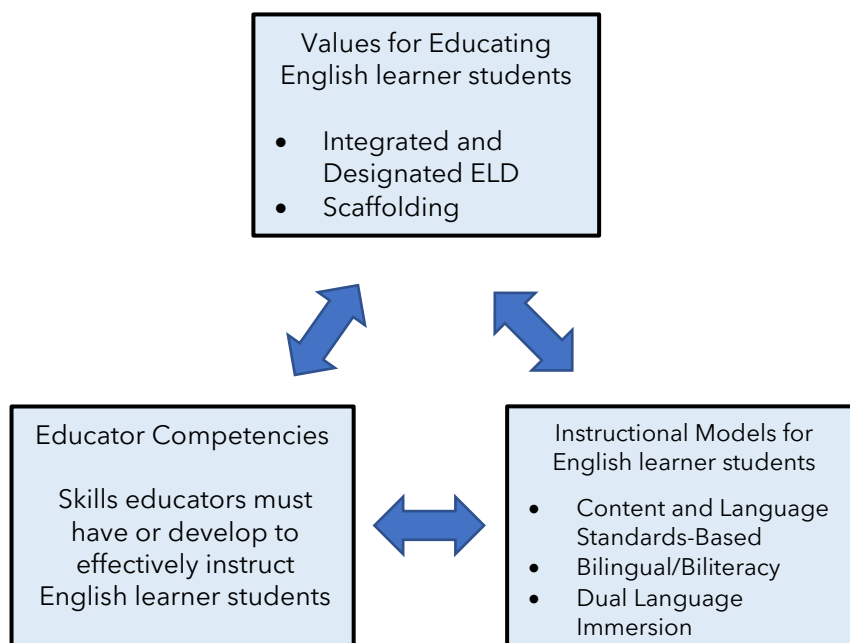 Values for Educating
English learner students
• Integrated and
Designated ELD
• Scaffolding
Educator Competencies
Skills educators must
have or develop to
effectively instruct
English learner students
Instructional Models for
English learner students
• Content and Language
Standards-Based
• Bilingual/Biliteracy
• Dual Language
Immersion